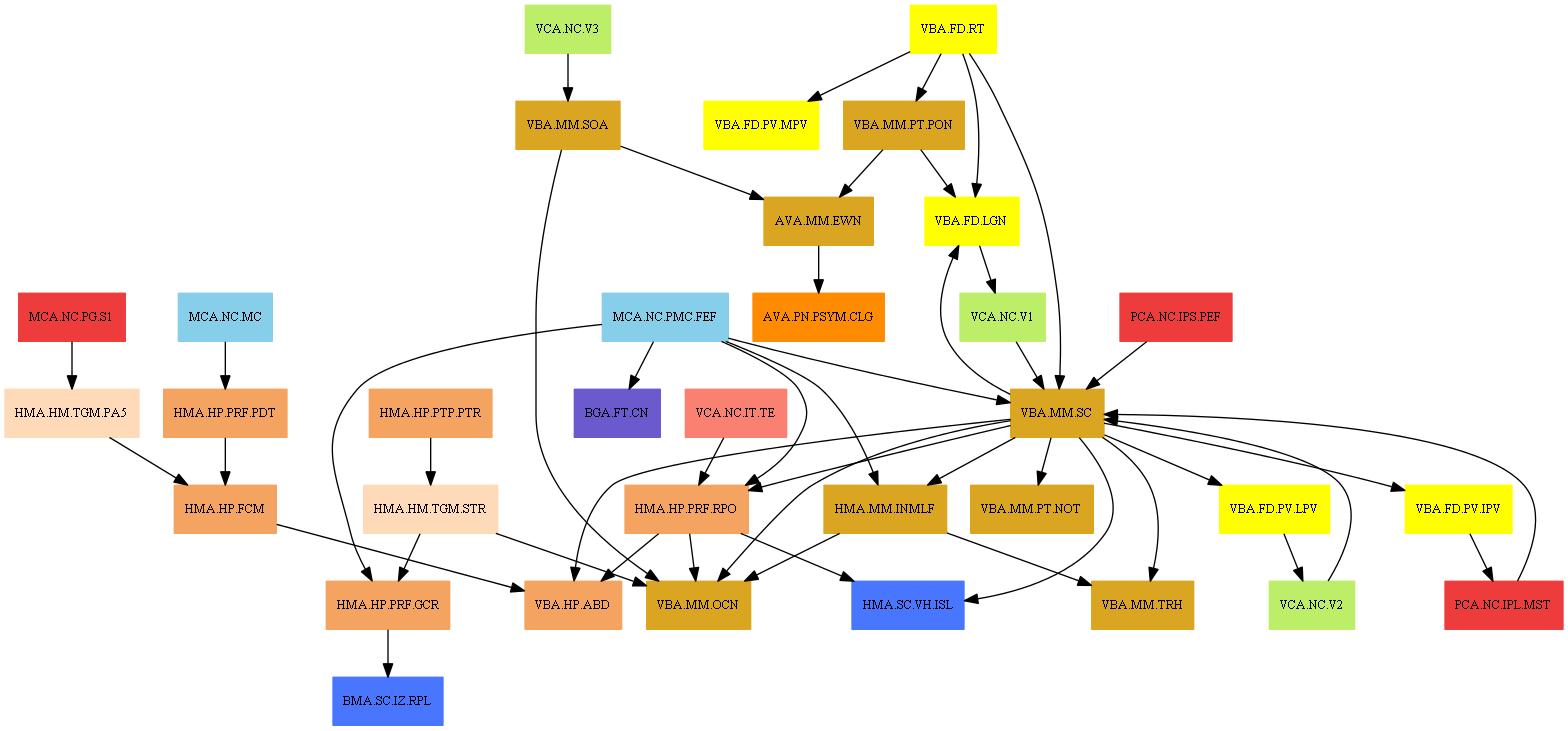 VCA.NC.V3
VBA.FD.RT
VBA.MM.SOA
VBA.FD.PV.MPV
VBA.MM.PT.PON
AVA.MM.EWN
VBA.FD.LGN
MCA.NC.PG.S1
MCA.NC.MC
MCA.NC.PMC.FEF
AVA.PN.PSYM.CLG
VCA.NC.V1
PCA.NC.IPS.PEF
HMA.HM.TGM.PA5
HMA.HP.PRF.PDT
HMA.HP.PTP.PTR
BGA.FT.CN
VCA.NC.IT.TE
VBA.MM.SC
HMA.HP.FCM
HMA.HM.TGM.STR
HMA.HP.PRF.RPO
HMA.MM.INMLF
VBA.MM.PT.NOT
VBA.FD.PV.LPV
VBA.FD.PV.IPV
HMA.HP.PRF.GCR
VBA.HP.ABD
VBA.MM.OCN
HMA.SC.VH.ISL
VBA.MM.TRH
VCA.NC.V2
PCA.NC.IPL.MST
BMA.SC.IZ.RPL